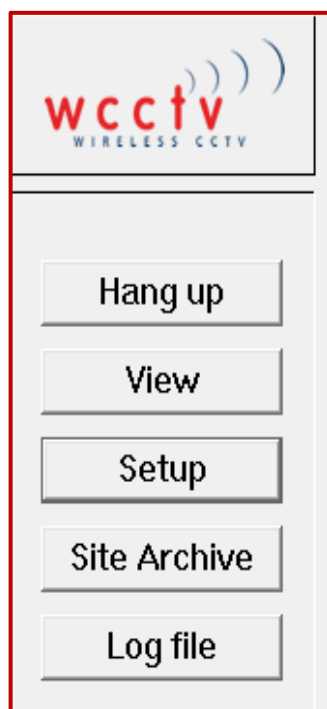 wcctv
WIRELESS CCTV
Hang up
View
Setup
Site Archive
Log file